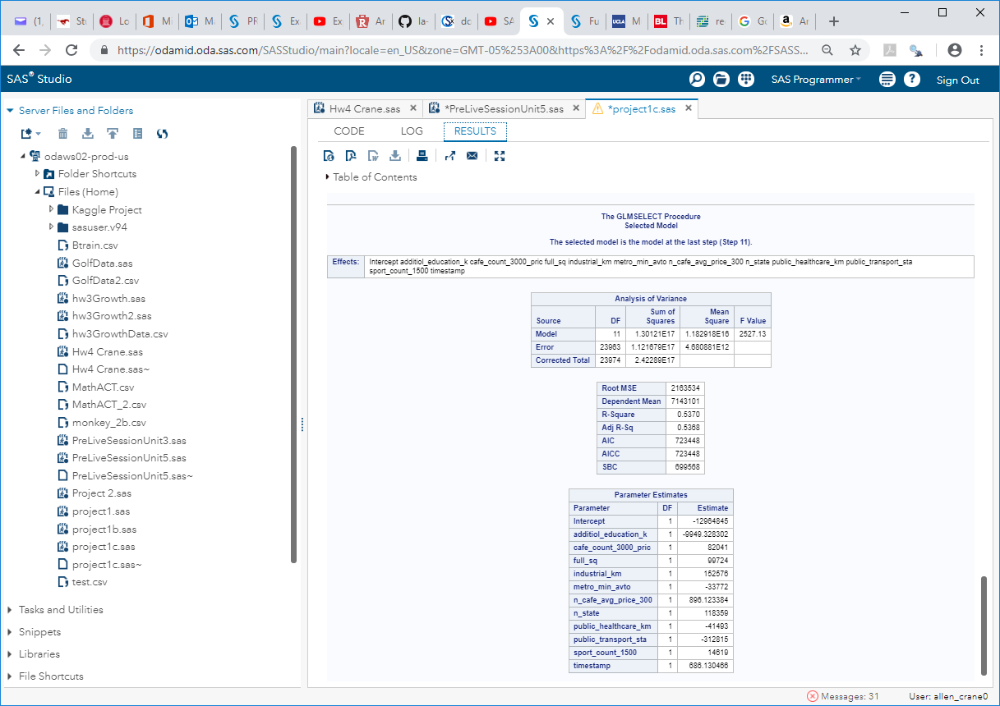 (1,
Stu
Lo
Mi
Ma
PR
Ex
Ex
Ar
la-
dc
SA
Fu
UCLA M
BL Th
re
Go
Ar
https://odamid.oda.sas.com/SASStudio/main?locale=en_US&zone=GMT-05%253A00&https%3A%2F%2Fodamid.oda.sas.com%2FSASS...
SAS® Studio
SAS Programmer
Sign Out
Server Files and Folders
odaws02-prod-us
Folder Shortcuts
Files (Home)
Kaggle Project
sasuser.v94
Btrain.csv
GolfData.sas
GolfData2.csv
hw3Growth.sas
hw3Growth2.sas
hw3GrowthData.csv
Hw4 Crane.sas
Hw4 Crane.sas~
MathACT.csv
MathACT_2.csv
monkey_2b.csv
PreLiveSessionUnit3.sas
PreLiveSessionUnit5.sas
PreLiveSessionUnit5.sas~
Project 2.sas
project1.sas
project1b.sas
project1c.sas
project1c.sas~
test.csv
Tasks and Utilities
Snippets
Libraries
File Shortcuts
Hw4 Crane.sas
*PreLiveSessionUnit5.sas
*project1c.sas
CODE LOG RESULTS
Table of Contents
The GLMSELECT Procedure
Selected Model
The selected model is the model at the last step (Step 11).
Effects: Intercept additiol_education_k cafe_count_3000_pric full_sq industrial_km metro_min_avto n_cafe_avg_price_300 n_state public_healthcare_km public_transport_sta
sport_count_1500 timestamp
Analysis of Variance
Source DF Sum of Squares Mean Square F Value
Model 11 1.30121E17 1.182918E16 2527.13
Error 23963 1.121679E17 4.680881E12
Corrected Total 23974 2.42289E17
Root MSE 2163534
Dependent Mean 7143101
R-Square 0.5370
Adj R-Sq 0.5368
AIC 723448
AICC 723448
SBC 699568
Parameter Estimates
Parameter DF Estimate
Intercept 1 -12964845
additiol_education_k 1 -9949.328302
cafe_count_3000_pric 1 82041
full_sq 1 99724
industrial_km 1 152576
metro_min_avto 1 -33772
n_cafe_avg_price_300 1 896.123384
n_state 1 118359
public_healthcare_km 1 -41493
public_transport_sta 1 -312815
sport_count_1500 1 14619
timestamp 1 686.130466
Messages: 31
User: allen_crane0